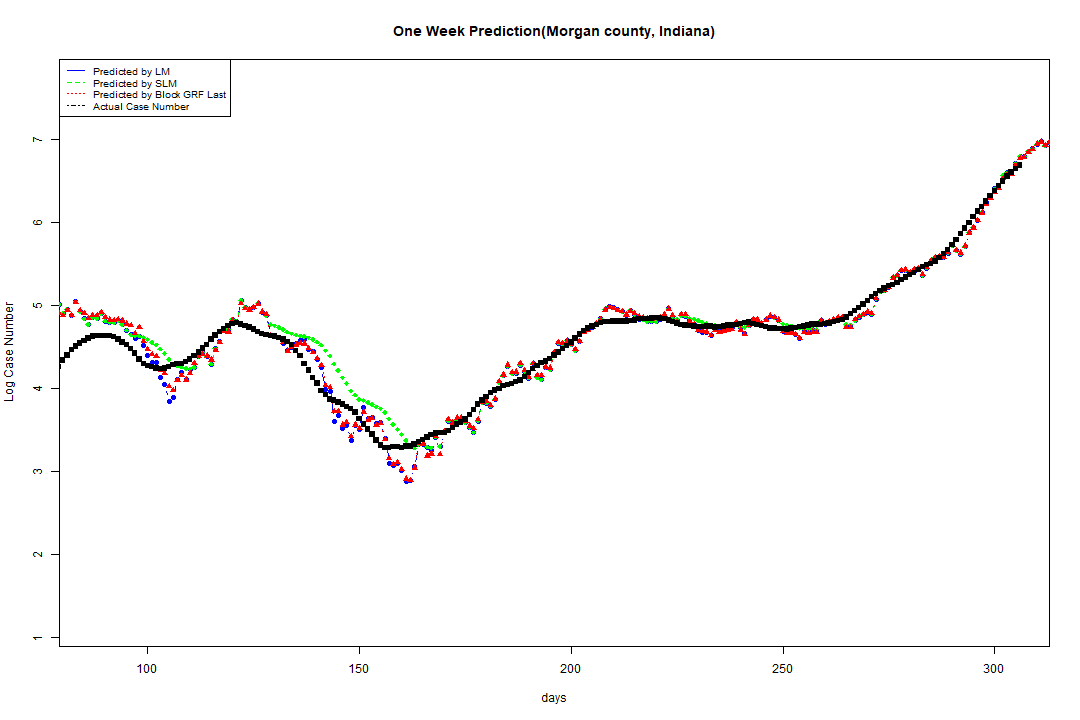 One Week Prediction(Morgan county, Indiana)
Predicted by LM
Predicted by SLM
Predicted by Block GRF Last
Actual Case Number
Log Case Number
7
6
5
4
3
2
1
100 150 200 250 300
days